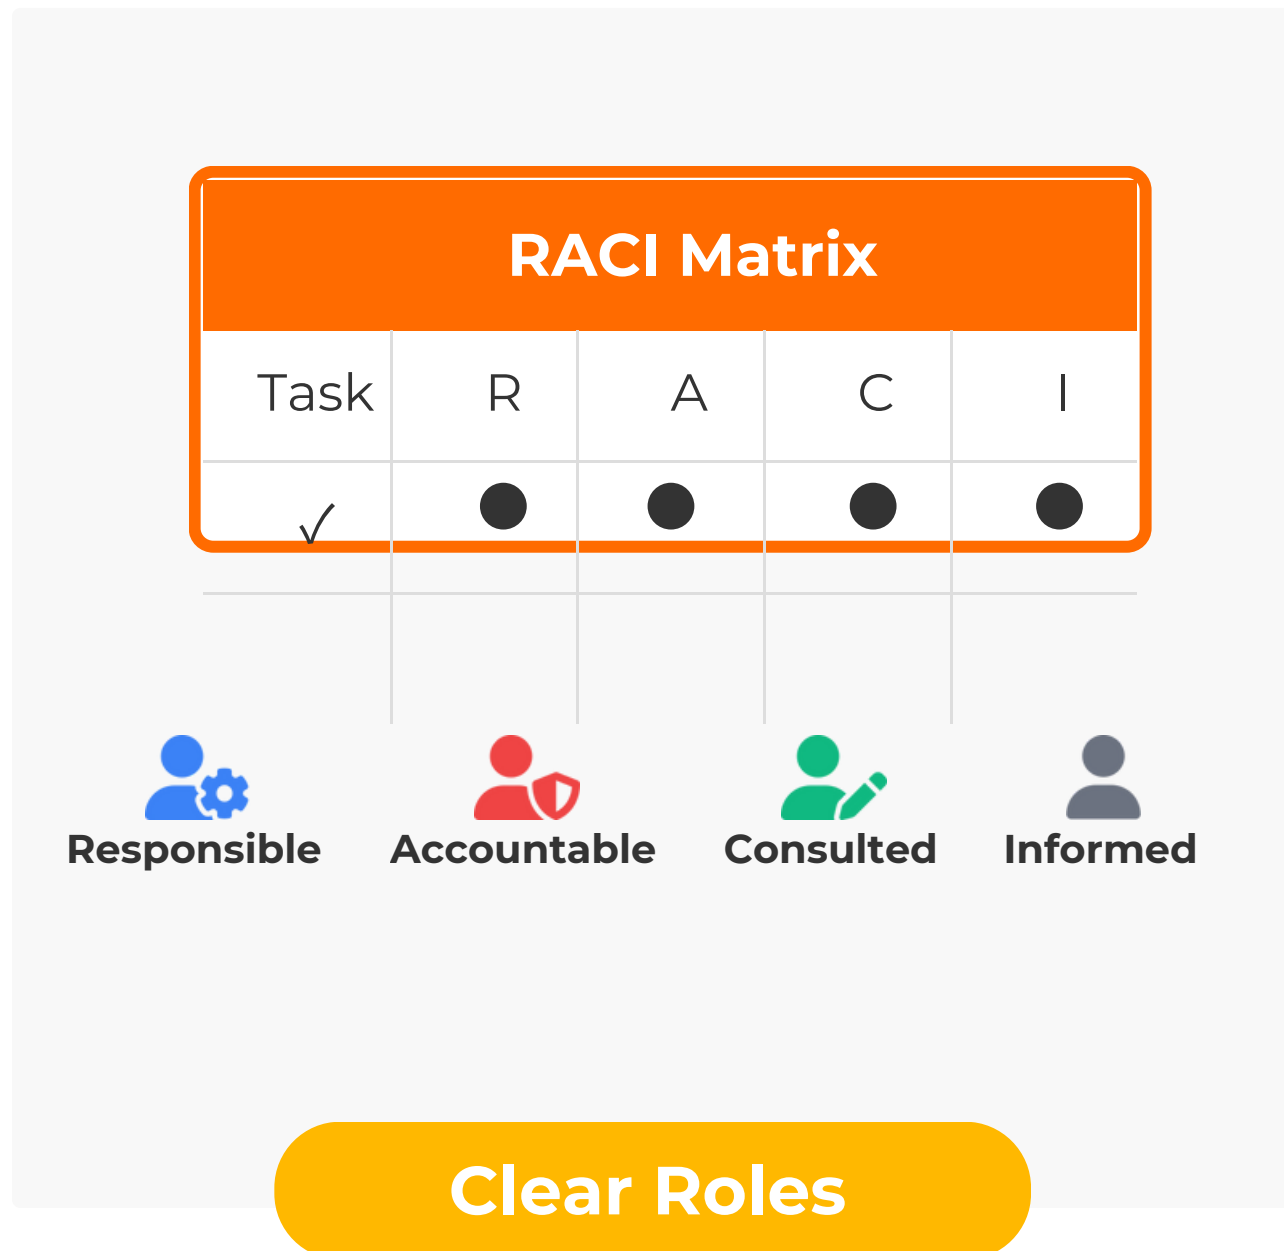 RACI Matrix
Task R A C I
✓ ● ● ● ●
Responsible Accountable Consulted Informed
Clear Roles